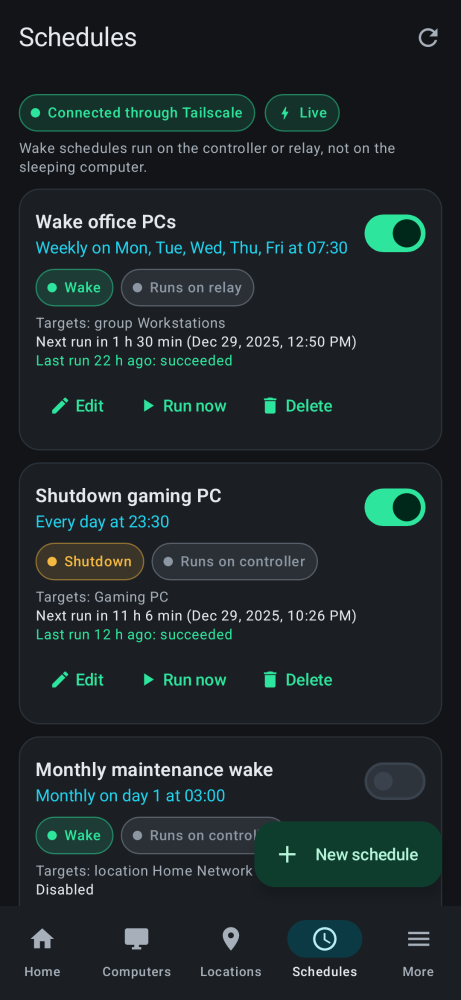 Schedules
Connected through Tailscale
Live
Wake schedules run on the controller or relay, not on the
sleeping computer.
Wake office PCs
Weekly on Mon, Tue, Wed, Thu, Fri at 07:30
Wake
Runs on relay
Targets: group Workstations
Next run in 1 h 30 min (Dec 29, 2025, 12:50 PM)
Last run 22 h ago: succeeded
Edit
Run now
Delete
Shutdown gaming PC
Every day at 23:30
Shutdown
Runs on controller
Targets: Gaming PC
Next run in 11 h 6 min (Dec 29, 2025, 10:26 PM)
Last run 12 h ago: succeeded
Edit
Run now
Delete
Monthly maintenance wake
Monthly on day 1 at 03:00
Wake
Runs on
Targets: location Home Network
Disabled
New schedule
Home
Computers
Locations
Schedules
More